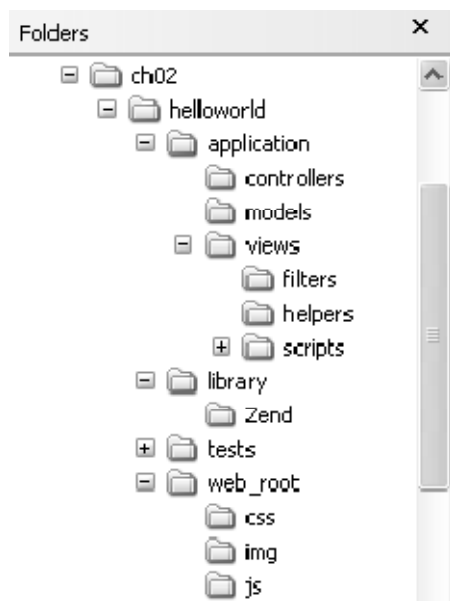 Folders
ch02
helloworld
application
controllers
models
views
filters
helpers
scripts
library
Zend
tests
web_root
css
img
js